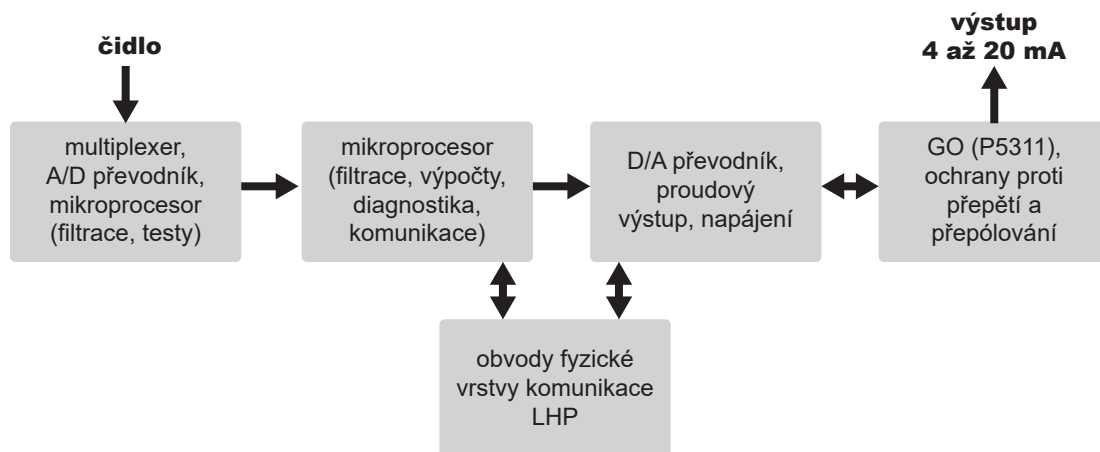 čidlo
výstup
4 až 20 mA
multiplexer,
A/D převodník,
mikroprocesor
(filtrace, testy)
mikroprocesor
(filtrace, výpočty,
diagnostika,
komunikace)
D/A převodník,
proudový
výstup, napájení
GO (P5311),
ochrany proti
přepětí a
přepólování
obvody fyzické
vrstvy komunikace
LHP